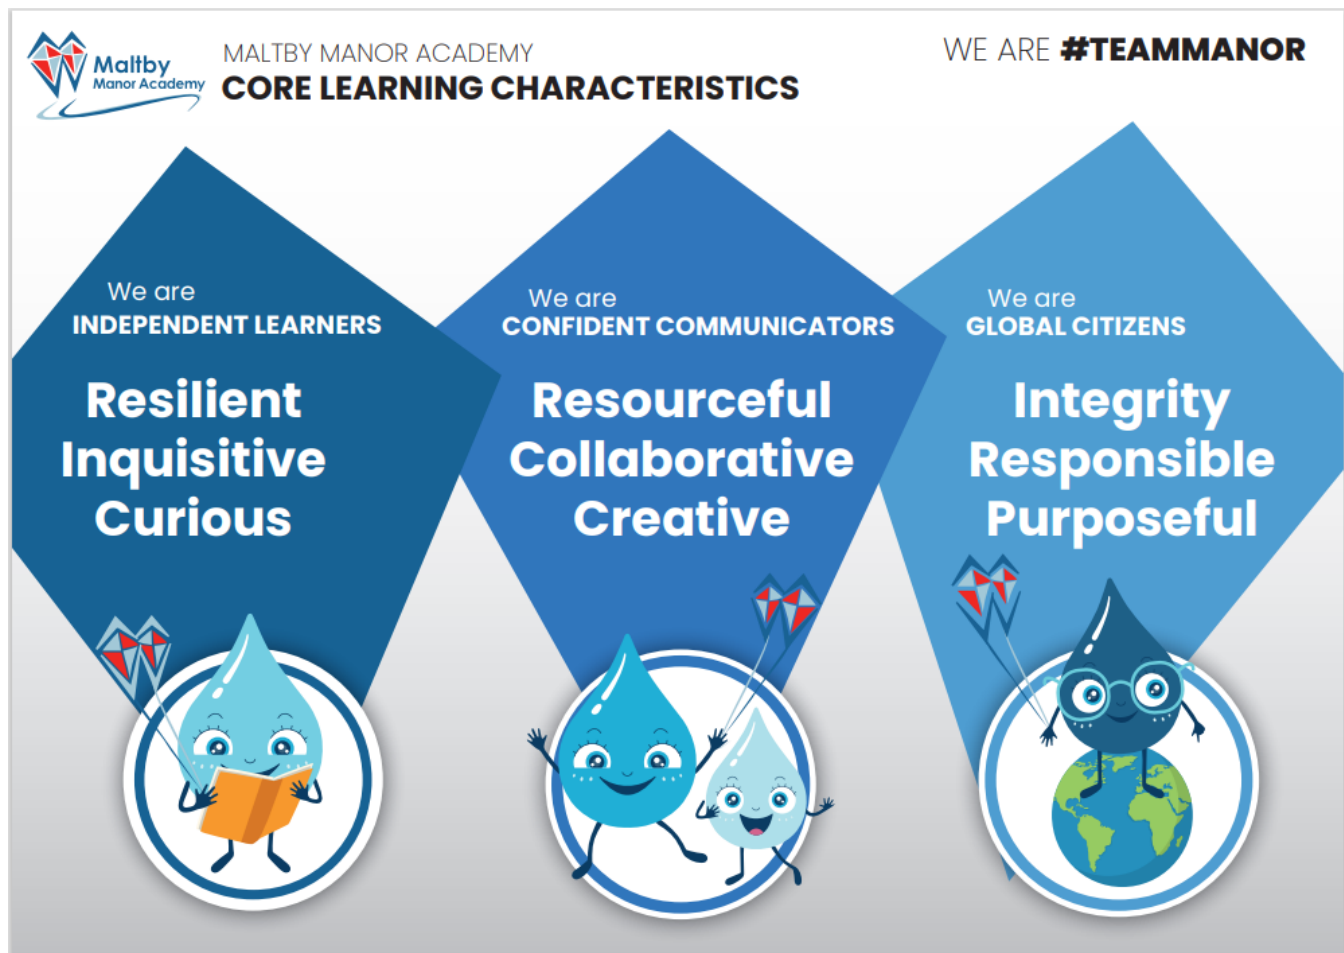 Maltby
Manor Academy
MALTBY MANOR ACADEMY
CORE LEARNING CHARACTERISTICS
WE ARE #TEAMMANOR
We are
INDEPENDENT LEARNERS
Resilient
Inquisitive
Curious
We are
CONFIDENT COMMUNICATORS
Resourceful
Collaborative
Creative
We are
GLOBAL CITIZENS
Integrity
Responsible
Purposeful